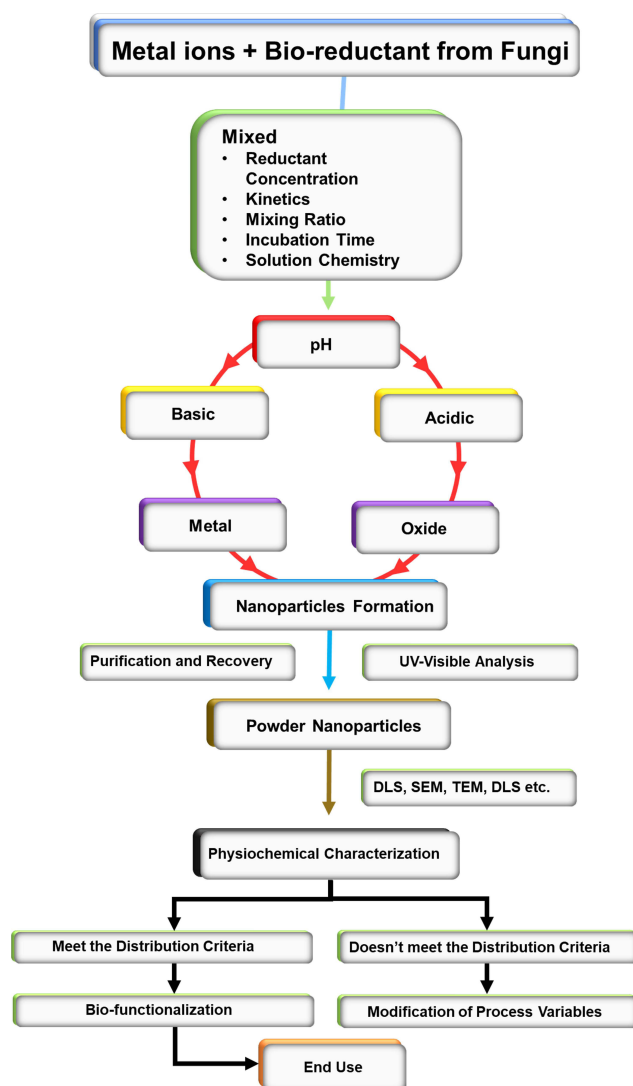 Metal ions + Bio-reductant from Fungi
Mixed
• Reductant
Concentration
• Kinetics
• Mixing Ratio
• Incubation Time
• Solution Chemistry
pH
Basic
Acidic
Metal
Oxide
Nanoparticles Formation
Purification and Recovery
UV-Visible Analysis
Powder Nanoparticles
DLS, SEM, TEM, DLS etc.
Physiochemical Characterization
Meet the Distribution Criteria
Doesn’t meet the Distribution Criteria
Bio-functionalization
Modification of Process Variables
End Use